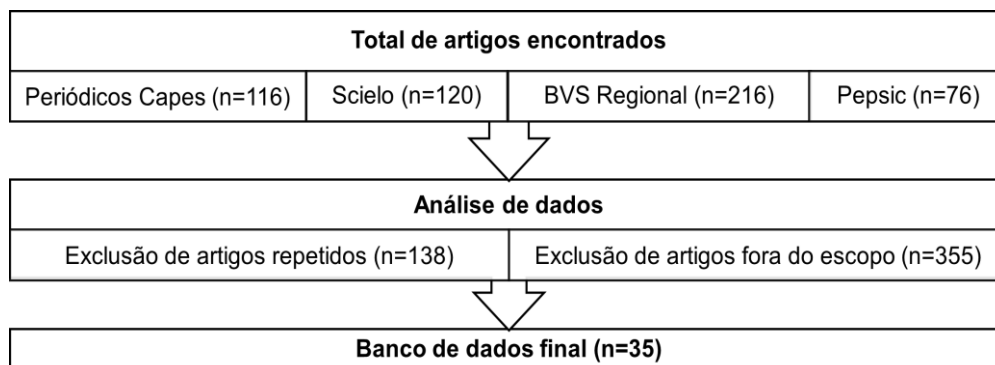 Total de artigos encontrados
Periódicos Capes (n=116) Scielo (n=120) BVS Regional (n=216) Pepsic (n=76)
Análise de dados
Exclusão de artigos repetidos (n=138) Exclusão de artigos fora do escopo (n=355)
Banco de dados final (n=35)